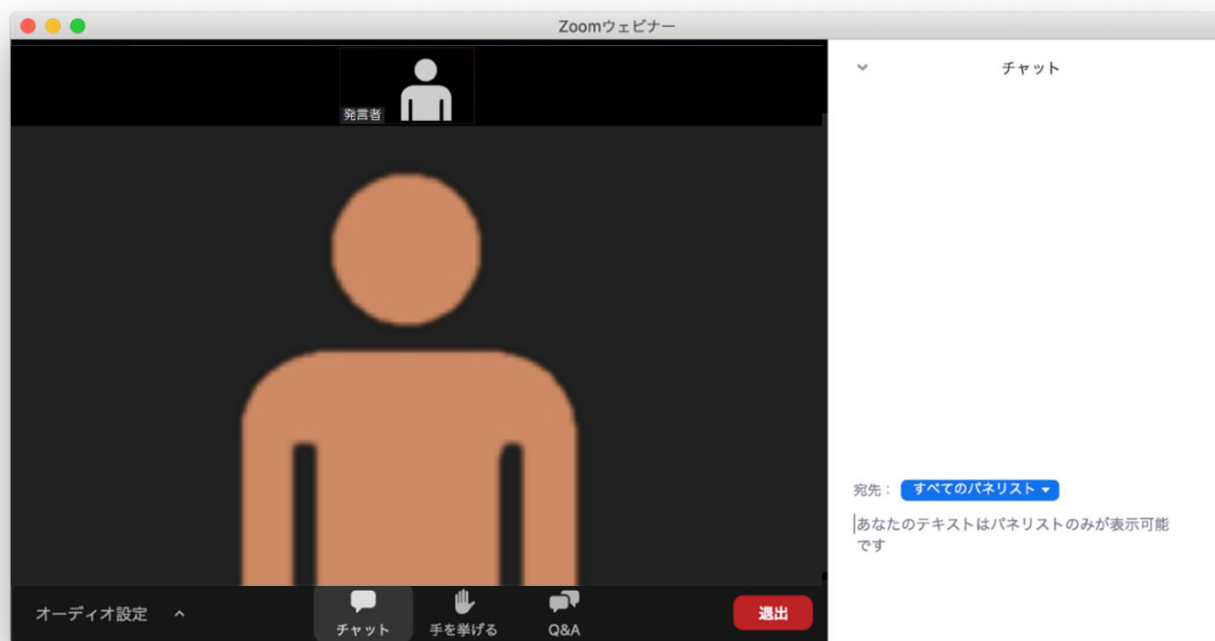 Zoomウェビナー
発言者
チャット
宛先：
すべてのパネリスト
あなたのテキストはパネリストのみが表示可能
です
オーディオ設定
チャット
手を挙げる
Q&A
退出